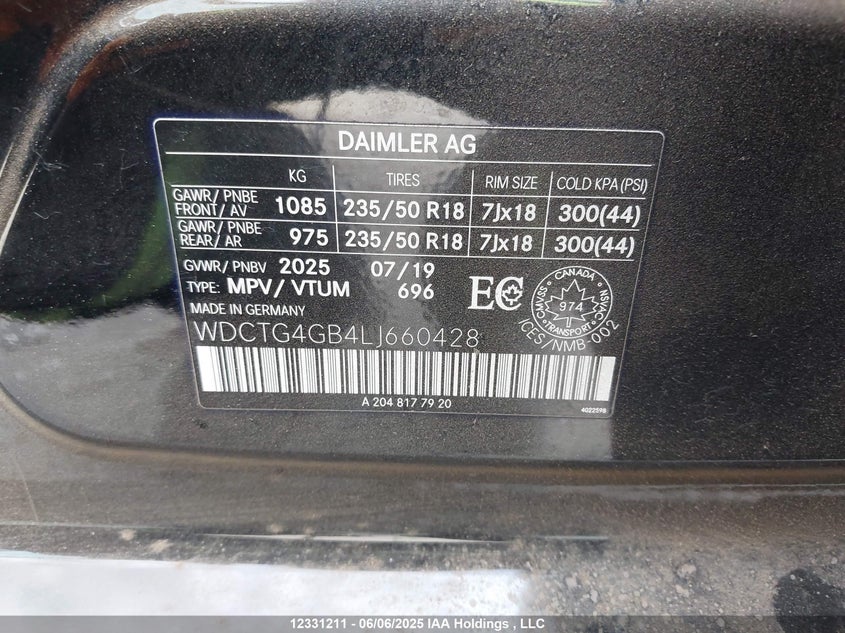 DAIMLER AG
KG TIRES RIM SIZE COLD KPA (PSI)
GAWR/ PNBE FRONT/ AV 1085 235/50 R18 7Jx18 300(44)
GAWR/ PNBE REAR/ AR 975 235/50 R18 7Jx18 300(44)
GVWR/ PNBV 2025 07/19
TYPE: MPV/ VTUM 696
EC
CANADA
CMVSS 974 NSVAC
TRANSPORT
ICES/NMB-002
MADE IN GERMANY
WDCTG4GB4LJ660428
A 204 817 79 20
4022598
12331211 - 06/06/2025 IAA Holdings , LLC